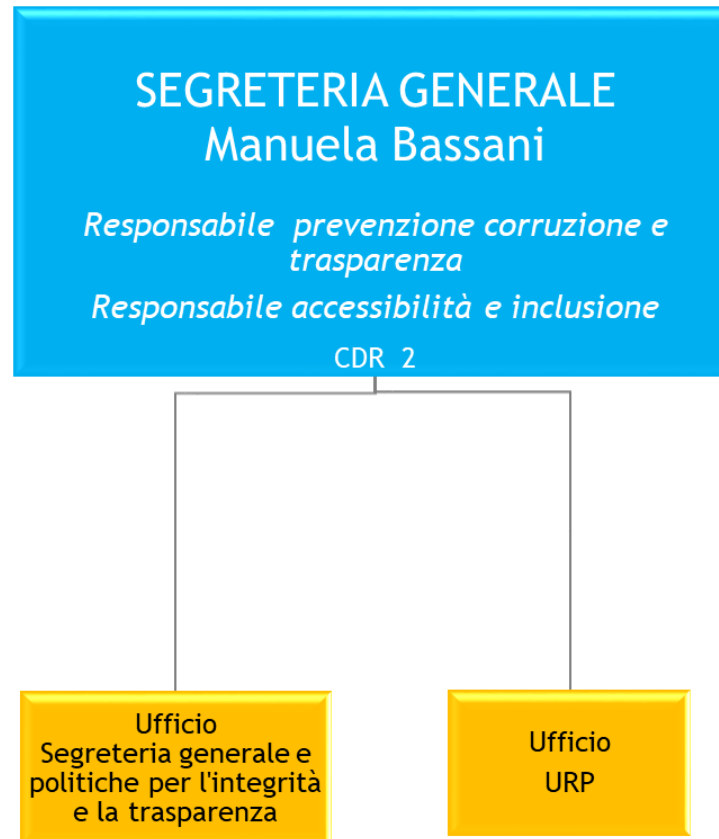 SEGRETERIA GENERALE
Manuela Bassani
Responsabile prevenzione corruzione e
trasparenza
Responsabile accessibilità e inclusione
CDR 2
Ufficio
Segreteria generale e
politiche per l'integrità
e la trasparenza
Ufficio
URP